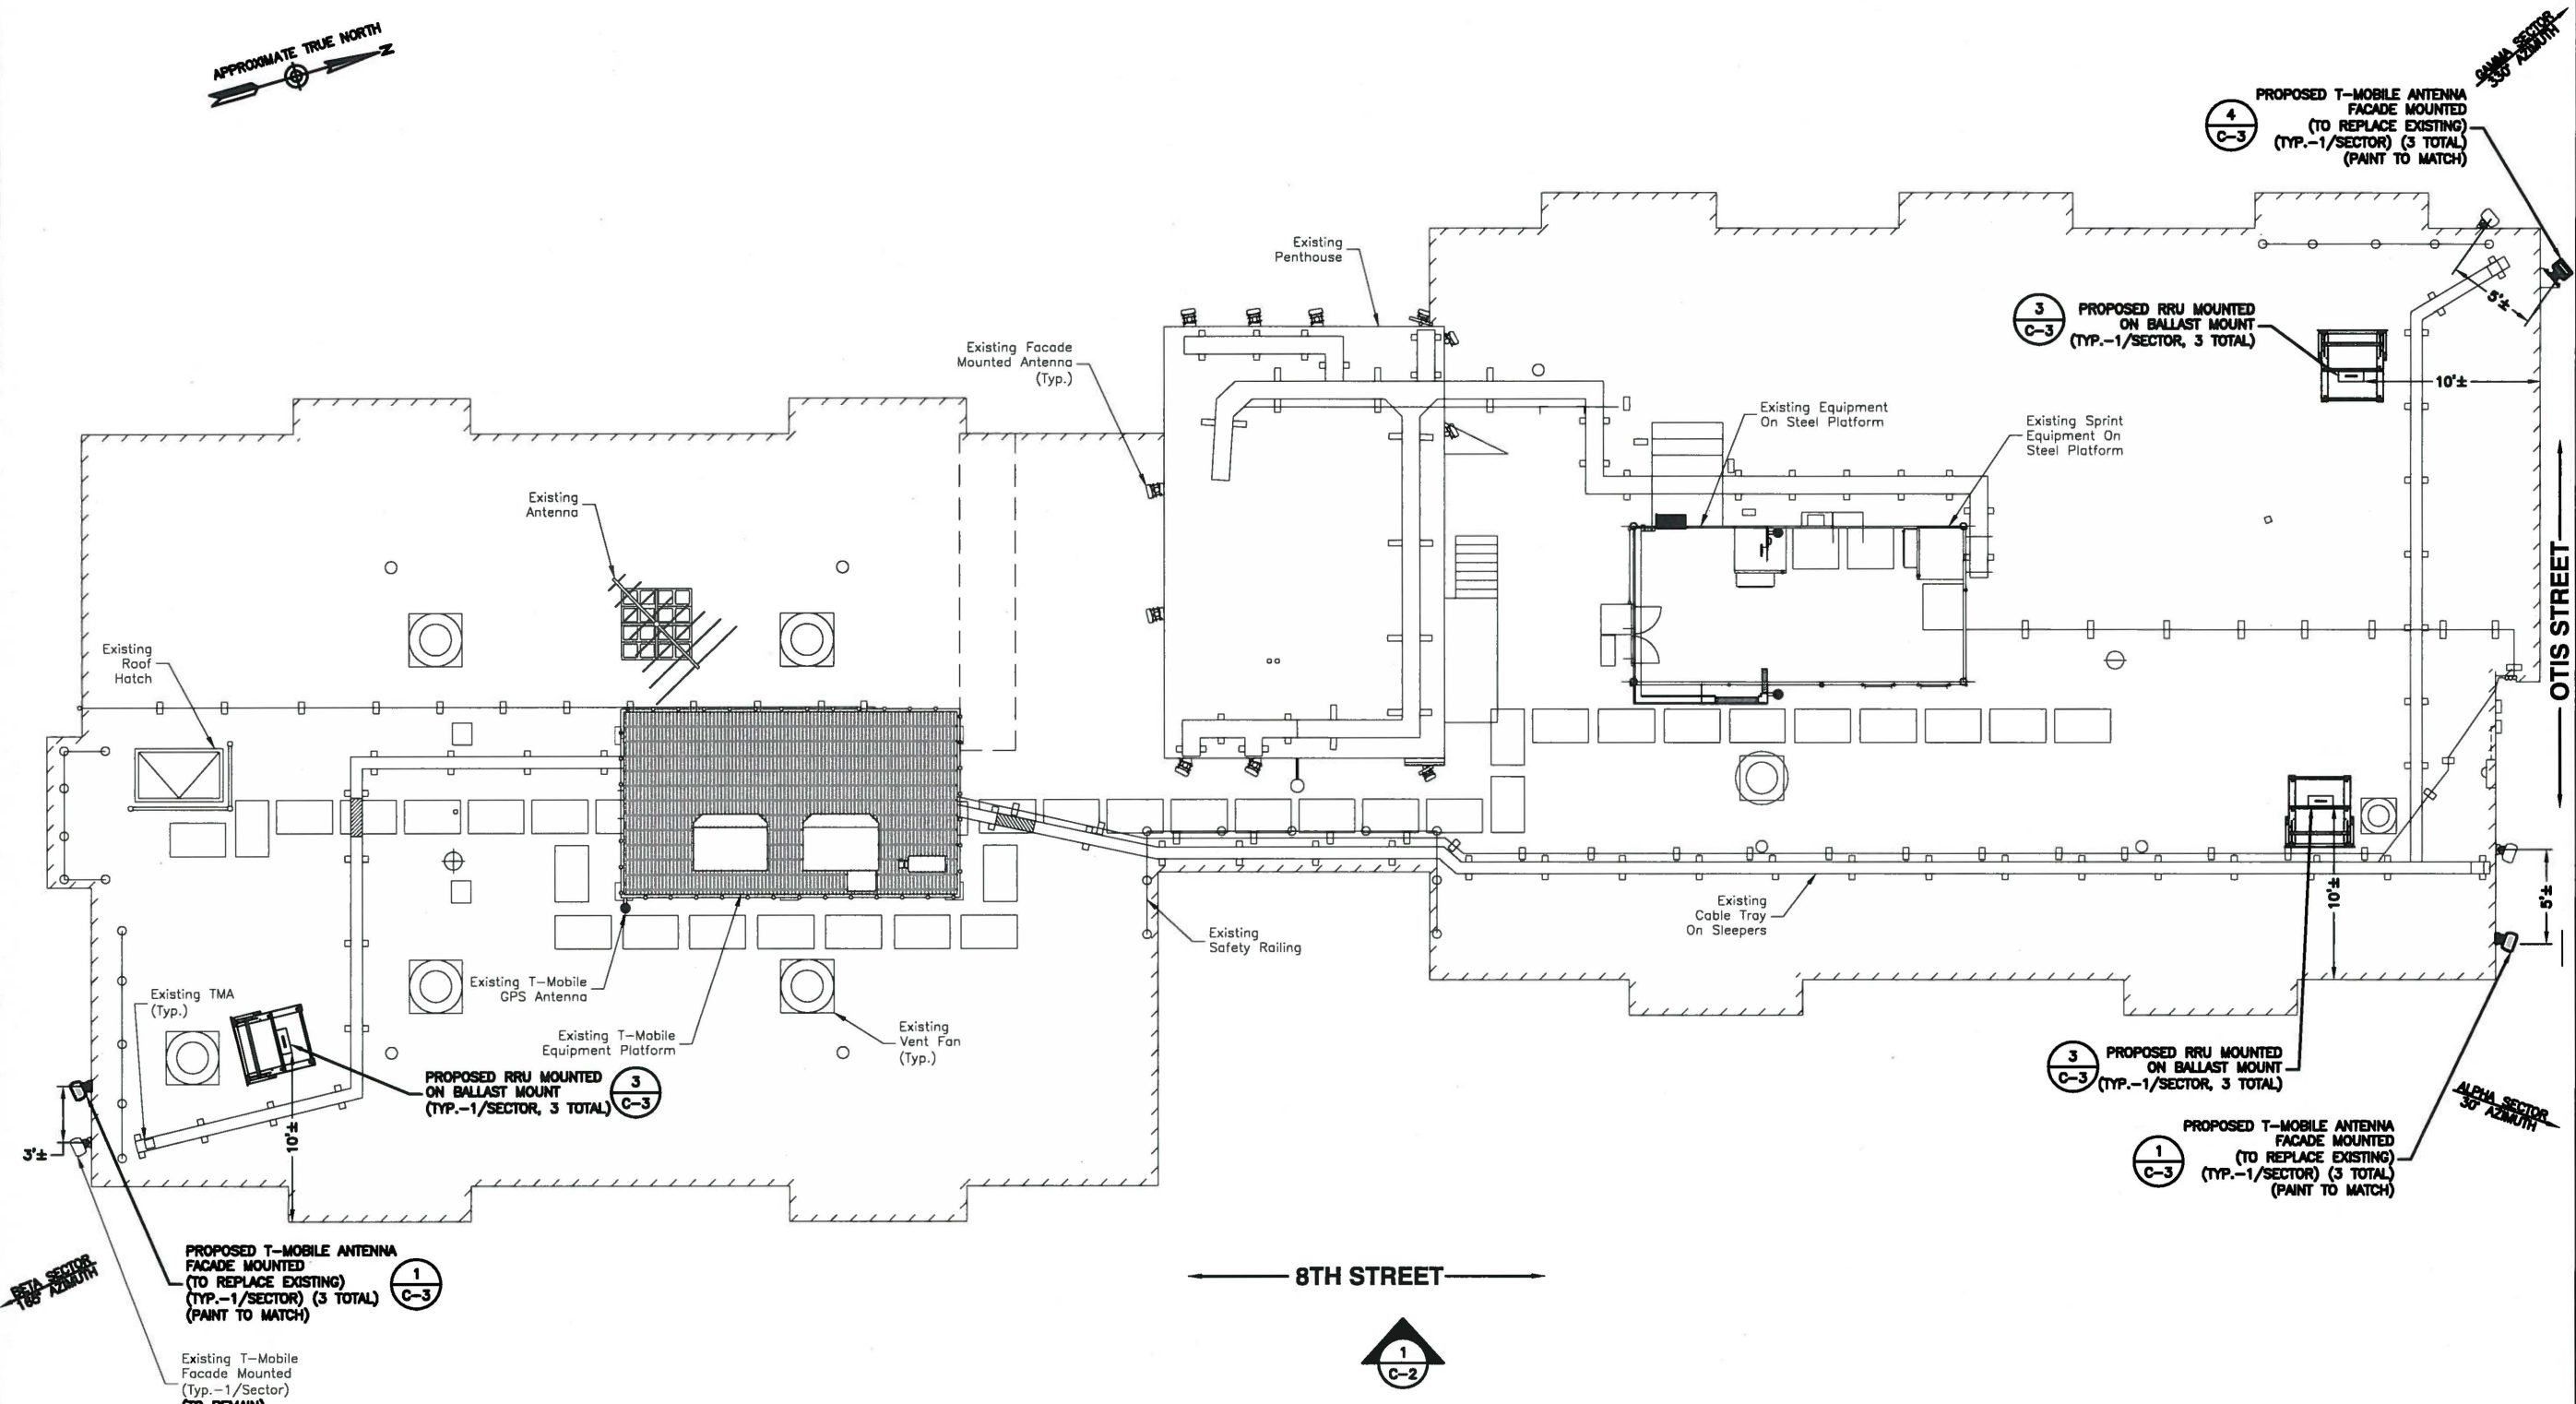 APPROXIMATE TRUE NORTH
N
GAMMA SECTOR
330° AZIMUTH
4
C-3
PROPOSED T-MOBILE ANTENNA
FACADE MOUNTED
(TO REPLACE EXISTING)
(TYP.-1/SECTOR) (3 TOTAL)
(PAINT TO MATCH)
Existing
Penthouse
5'±
3
C-3
PROPOSED RRU MOUNTED
ON BALLAST MOUNT
(TYP.-1/SECTOR, 3 TOTAL)
10'±
Existing Facade
Mounted Antenna
(Typ.)
Existing Equipment
On Steel Platform
Existing Sprint
Equipment On
Steel Platform
Existing
Antenna
OTIS STREET
Existing
Roof
Hatch
Existing
Cable Tray
On Sleepers
10'±
5'±
Existing
Safety Railing
Existing T-Mobile
GPS Antenna
Existing TMA
(Typ.)
Existing T-Mobile
Equipment Platform
Existing
Vent Fan
(Typ.)
PROPOSED RRU MOUNTED
ON BALLAST MOUNT
(TYP.-1/SECTOR, 3 TOTAL)
3
C-3
10'±
3'±
3
C-3
PROPOSED RRU MOUNTED
ON BALLAST MOUNT
(TYP.-1/SECTOR, 3 TOTAL)
ALPHA SECTOR
30° AZIMUTH
1
C-3
PROPOSED T-MOBILE ANTENNA
FACADE MOUNTED
(TO REPLACE EXISTING)
(TYP.-1/SECTOR) (3 TOTAL)
(PAINT TO MATCH)
BETA SECTOR
AZIMUTH
PROPOSED T-MOBILE ANTENNA
FACADE MOUNTED
(TO REPLACE EXISTING)
(TYP.-1/SECTOR) (3 TOTAL)
(PAINT TO MATCH)
1
C-3
8TH STREET
1
C-2
Existing T-Mobile
Facade Mounted
(Typ.-1/Sector)
(TO REMAIN)